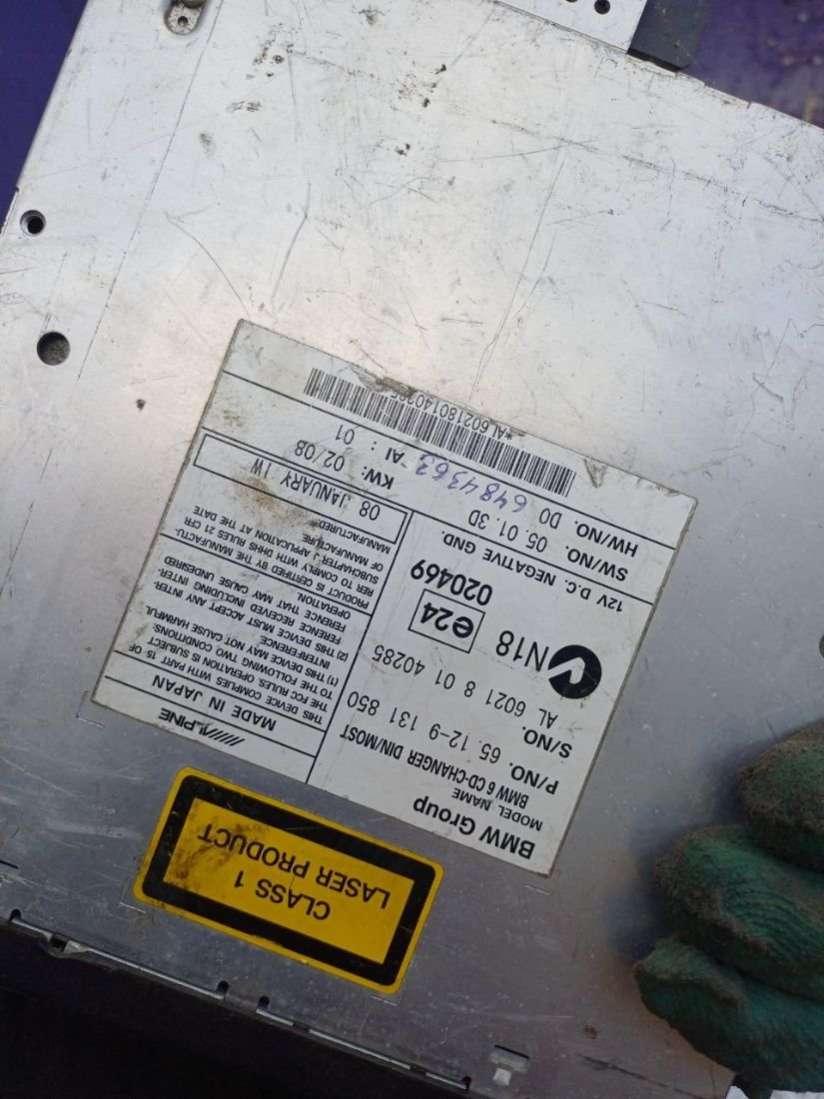 CLASS 1
LASER PRODUCT
BMW Group
MODEL NAME
BMW 6 CD-CHANGER DIN/MOST
P/NO. 65. 12-9 131 850
S/NO.
AL 6021 8 01 40285
N18
e24
020469
12V D.C. NEGATIVE GND.
SW/NO. 05. 01. 3D
HW/NO. D0 6484363
KW: 02/08 AI : 01
ALPINE
MADE IN JAPAN
THIS DEVICE COMPLIES WITH PART 15 OF
THE FCC RULES. OPERATION IS SUBJECT
TO THE FOLLOWING TWO CONDITIONS:
(1) THIS DEVICE MAY NOT CAUSE HARMFUL
INTERFERENCE.
(2) THIS DEVICE MUST ACCEPT ANY INTER-
FERENCE RECEIVED INCLUDING INTER-
FERENCE THAT MAY CAUSE UNDESIRED
OPERATION.
PRODUCT IS CERTIFIED BY THE MANUFACTU-
RER TO COMPLY WITH DHHS RULES 21 CFR
SUBCHAPTER J APPLICATION AT THE DATE
OF MANUFACTURE.
MANUFACTURED:
08 JANUARY 1W